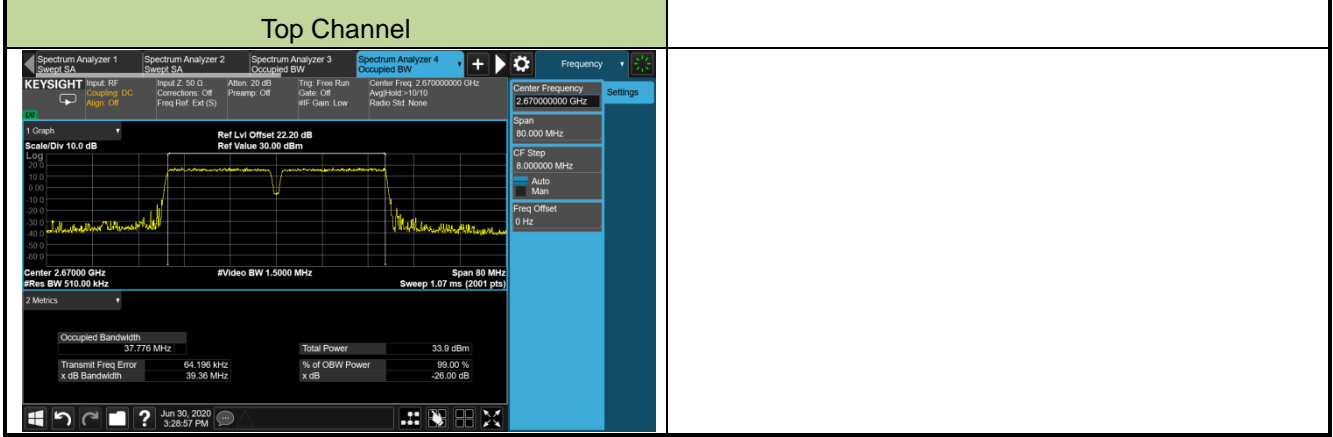 Top Channel
Spectrum Analyzer 1
Swept SA
Spectrum Analyzer 2
Swept SA
Spectrum Analyzer 3
Occupied BW
Spectrum Analyzer 4
Occupied BW
Frequency
KEYSIGHT
Input: RF
Coupling: DC
Align: Off
Input Z: 50 Ω
Corrections: Off
Freq Ref: Ext (S)
Atten: 20 dB
Preamp: Off
Trig: Free Run
Gate: Off
#IF Gain: Low
Center Freq: 2.670000000 GHz
Avg|Hold:>10/10
Radio Std: None
Center Frequency
2.670000000 GHz
Settings
Span
80.000 MHz
CF Step
8.000000 MHz
Auto
Man
Freq Offset
0 Hz
1 Graph
Scale/Div 10.0 dB
Ref Lvl Offset 22.20 dB
Ref Value 30.00 dBm
Log
20.0
10.0
0.00
-10.0
-20.0
-30.0
-40.0
-50.0
-60.0
Center 2.67000 GHz
#Video BW 1.5000 MHz
Span 80 MHz
#Res BW 510.00 kHz
Sweep 1.07 ms (2001 pts)
2 Metrics
Occupied Bandwidth
37.776 MHz
Total Power 33.9 dBm
Transmit Freq Error 64.196 kHz
% of OBW Power 99.00 %
x dB Bandwidth 39.36 MHz
x dB -26.00 dB
?
Jun 30, 2020
3:28:57 PM